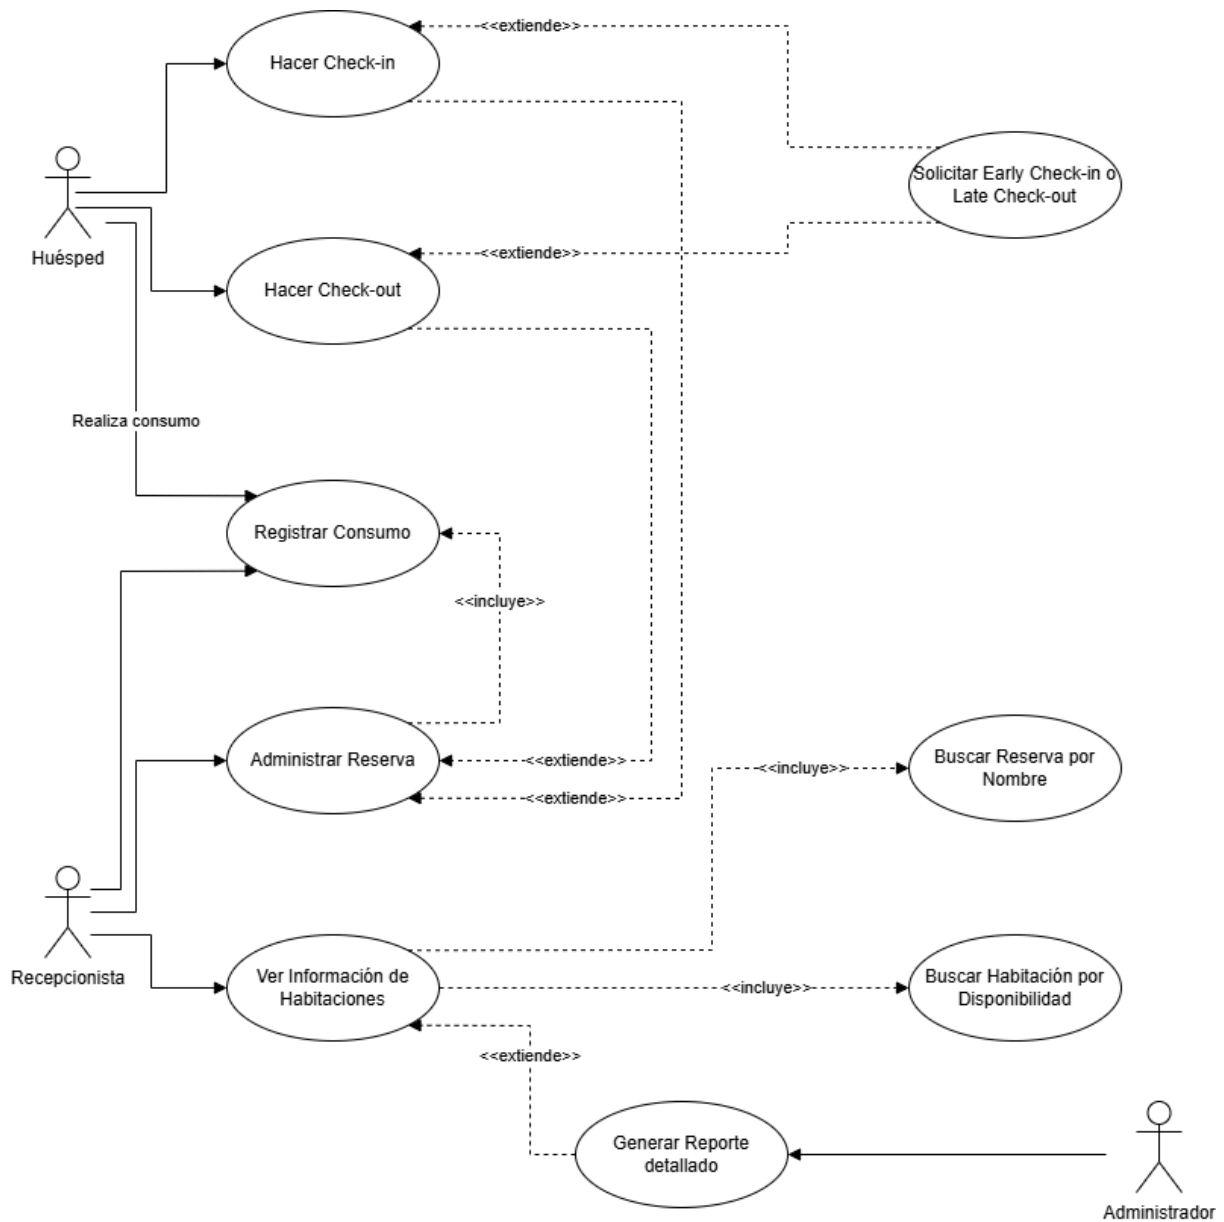 <<extiende>>
Hacer Check-in
Solicitar Early Check-in o
Late Check-out
Huésped
<<extiende>>
Hacer Check-out
Realiza consumo
Registrar Consumo
<<incluye>>
Administrar Reserva
<<extiende>>
<<extiende>>
<<incluye>>
Buscar Reserva por
Nombre
Recepcionista
Ver Información de
Habitaciones
<<incluye>>
Buscar Habitación por
Disponibilidad
<<extiende>>
Generar Reporte
detallado
Administrador